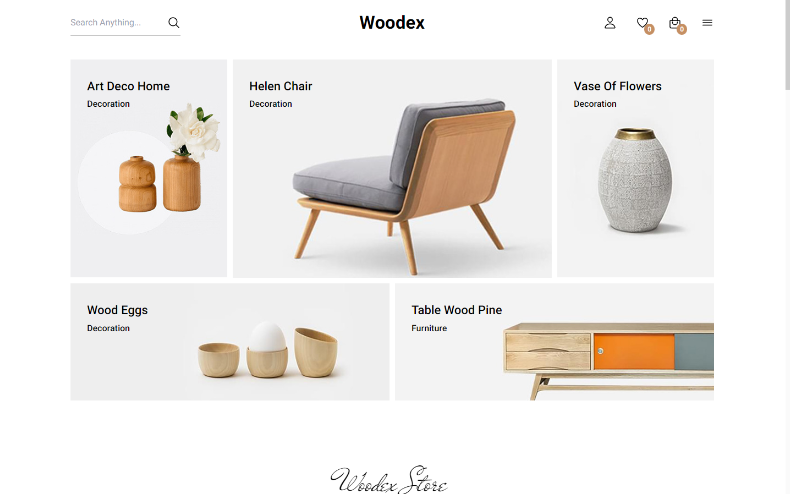 Search Anything...
Woodex
0
0
Art Deco Home
Decoration
Helen Chair
Decoration
Vase Of Flowers
Decoration
Wood Eggs
Decoration
Table Wood Pine
Furniture
Woodex Store